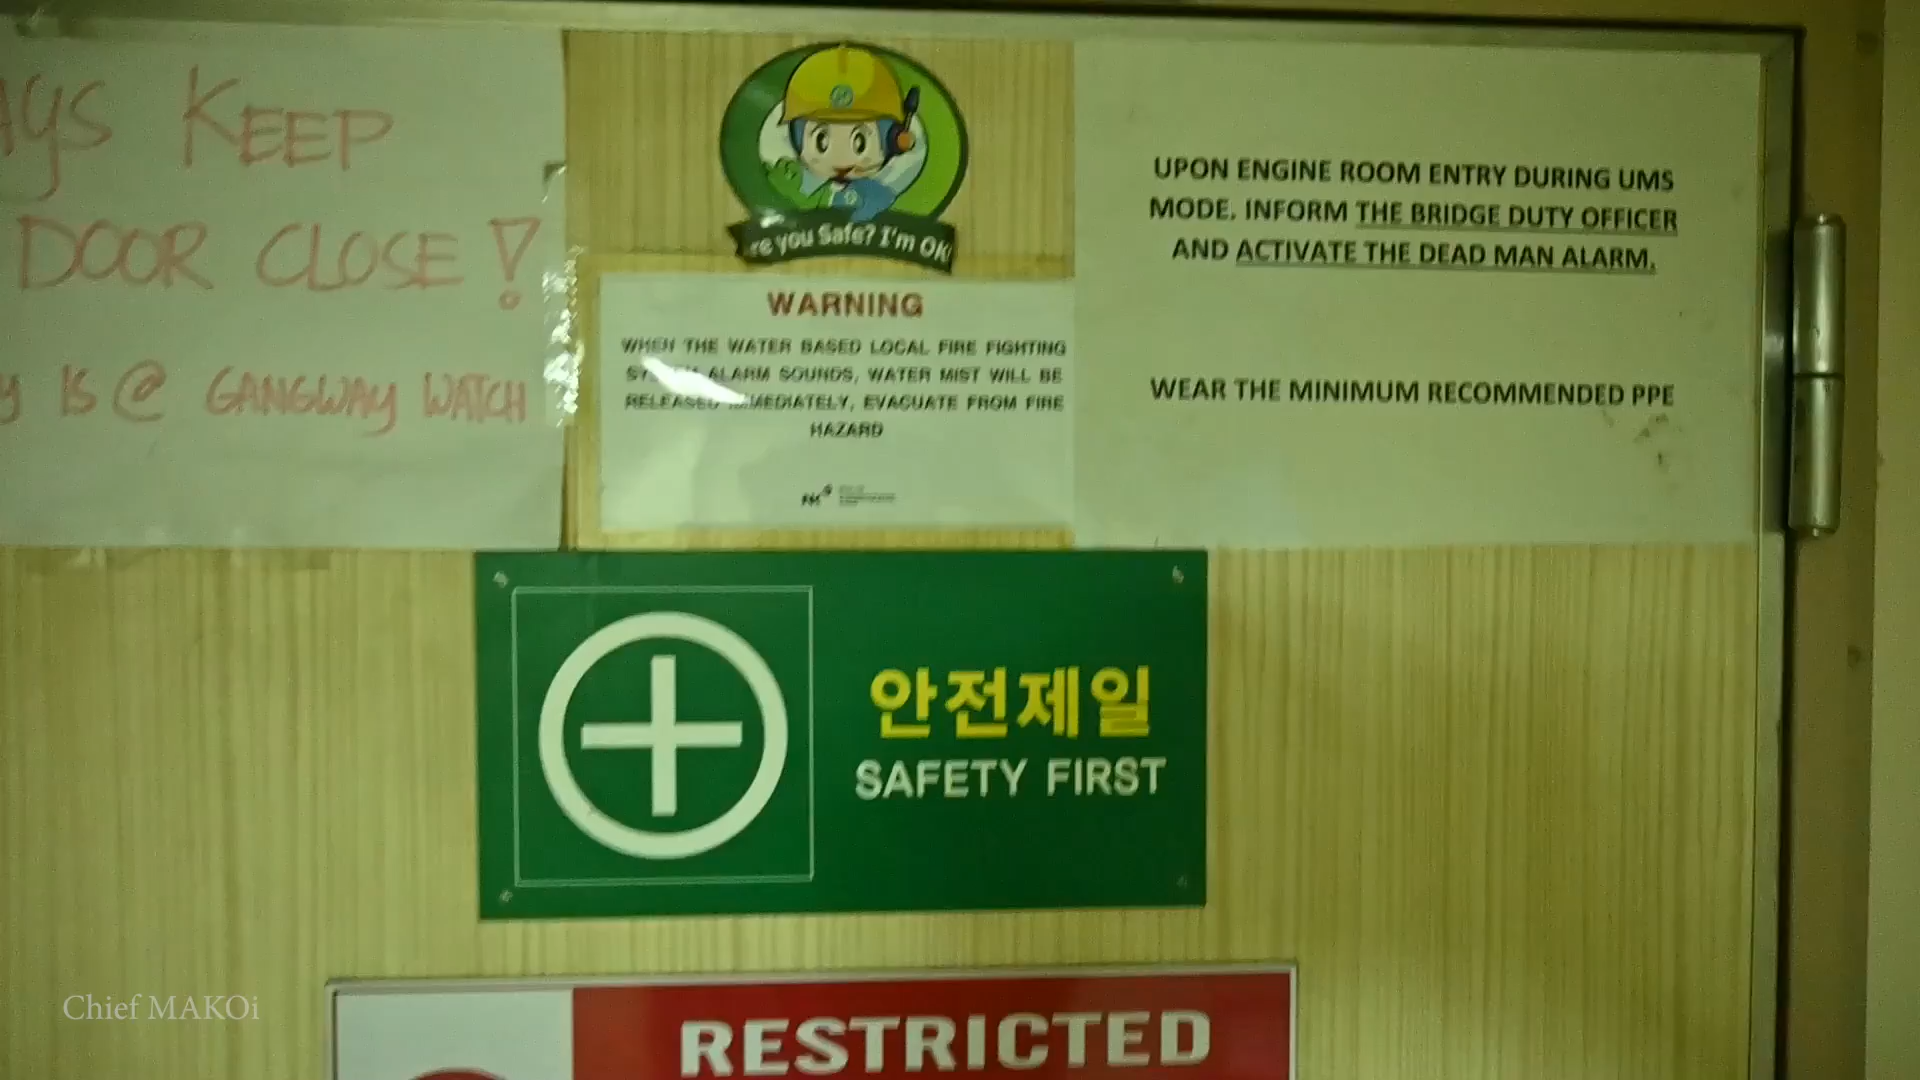 KEEP
DOOR CLOSE !
IS @ GANGWAY WATCH
re you Safe? I'm OK
WARNING
WHEN THE WATER BASED LOCAL FIRE FIGHTING
ALARM SOUNDS, WATER MIST WILL BE
RELEASED IMMEDIATELY, EVACUATE FROM FIRE
HAZARD
UPON ENGINE ROOM ENTRY DURING UMS
MODE. INFORM THE BRIDGE DUTY OFFICER
AND ACTIVATE THE DEAD MAN ALARM.
WEAR THE MINIMUM RECOMMENDED PPE
안전제일
SAFETY FIRST
RESTRICTED
Chief MAKOi